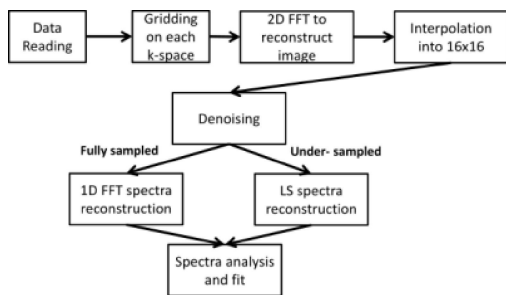 Data
Reading
Gridding
on each
k-space
2D FFT to
reconstruct
image
Interpolation
into 16x16
Denoising
Fully sampled
Under- sampled
1D FFT spectra
reconstruction
LS spectra
reconstruction
Spectra analysis
and fit